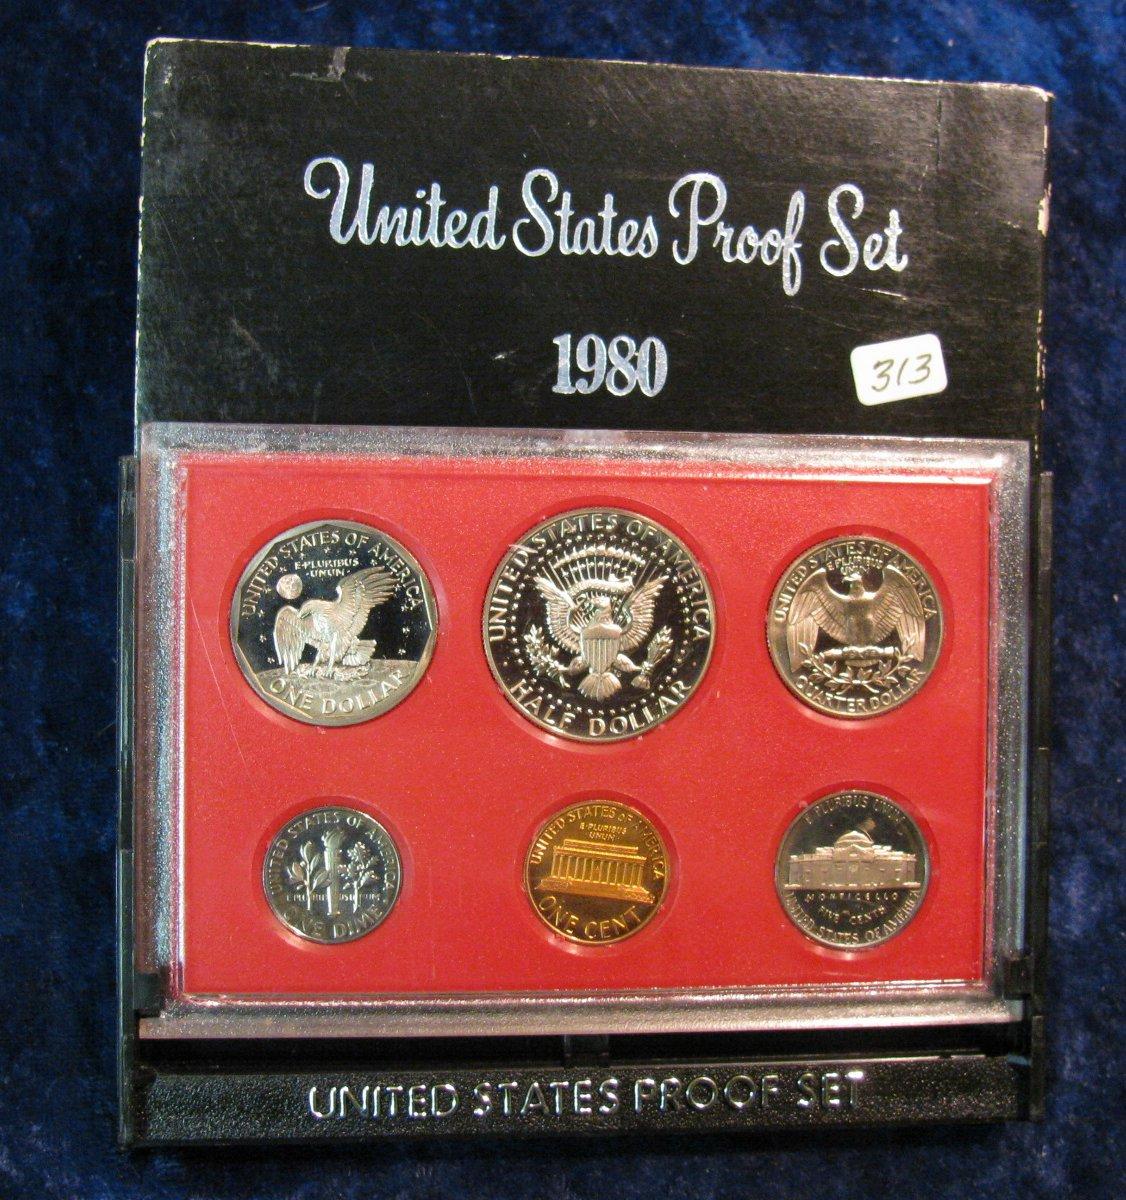 United States Proof Set
1980
313
UNITED STATES OF AMERICA
E·PLURIBUS
·UNUM·
ONE DOLLAR
UNITED STATES OF AMERICA
HALF DOLLAR
UNITED STATES OF AMERICA
E PLURIBUS
QUARTER DOLLAR
UNITED STATES OF AMERICA
ONE DIME
UNITED STATES OF AMERICA
E·PLURIBUS
UNUM
ONE CENT
E PLURIBUS UNUM
MONTICELLO
FIVE CENTS
UNITED STATES OF AMERICA
UNITED STATES PROOF SET